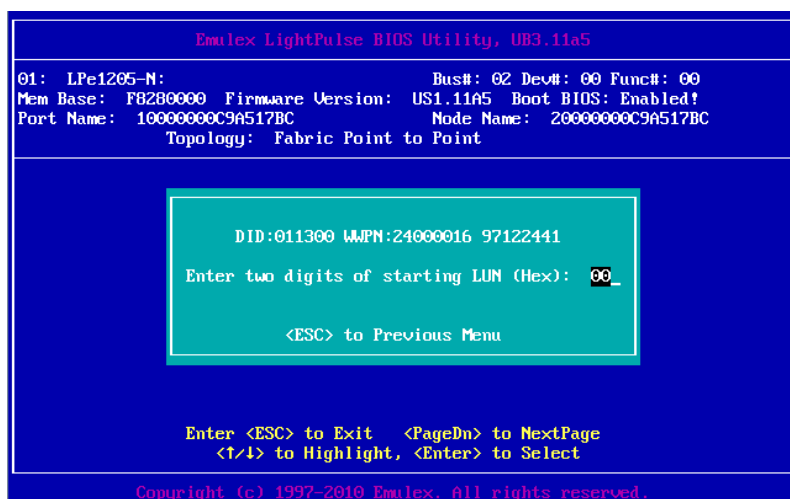 Emulex LightPulse BIOS Utility, UB3.11a5
01: LPe1205-N: Bus#: 02 Dev#: 00 Func#: 00
Mem Base: F8280000 Firmware Version: US1.11A5 Boot BIOS: Enabled!
Port Name: 10000000C9A517BC Node Name: 20000000C9A517BC
Topology: Fabric Point to Point
DID:011300 WWPN:24000016 97122441
Enter two digits of starting LUN (Hex): 00_
<ESC> to Previous Menu
Enter <ESC> to Exit <PageDn> to NextPage
<↑/↓> to Highlight, <Enter> to Select
Copyright (c) 1997-2010 Emulex. All rights reserved.